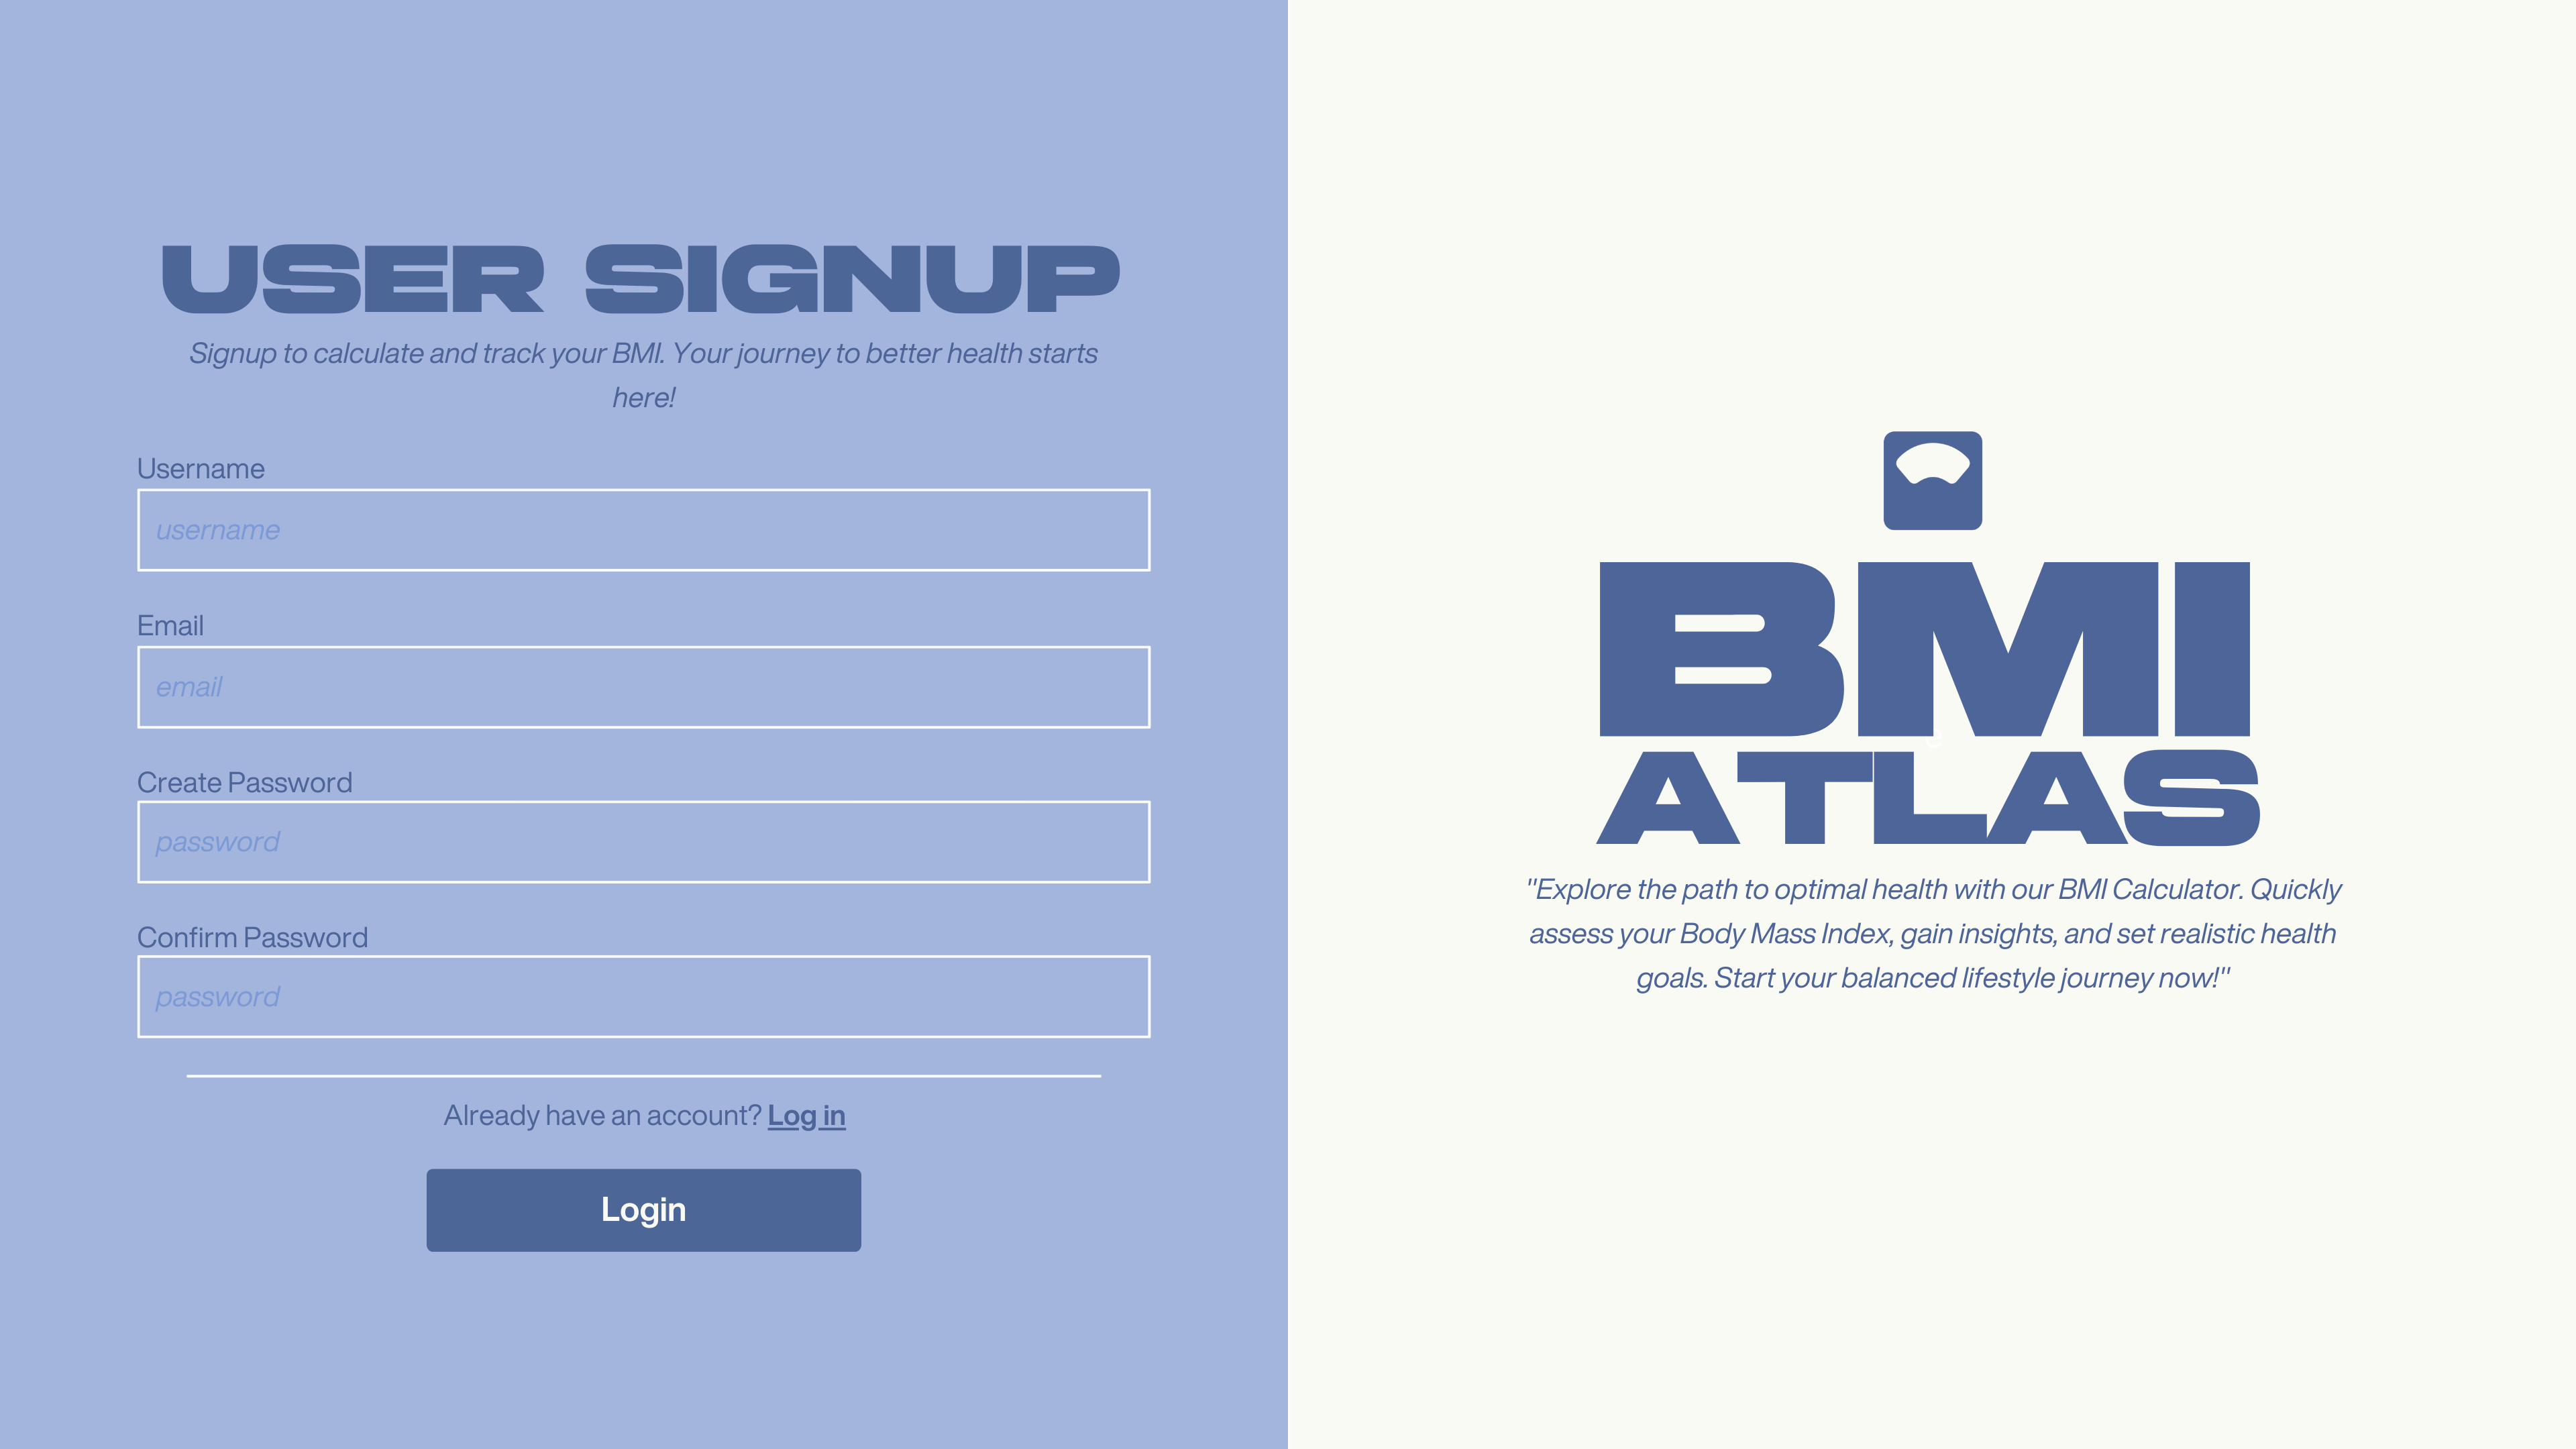 USER SIGNUP
Signup to calculate and track your BMI. Your journey to better health starts
here!
Username
username
Email
email
Create Password
password
Confirm Password
password
Already have an account? Log in
Login
BMI
ATLAS
"Explore the path to optimal health with our BMI Calculator. Quickly
assess your Body Mass Index, gain insights, and set realistic health
goals. Start your balanced lifestyle journey now!"